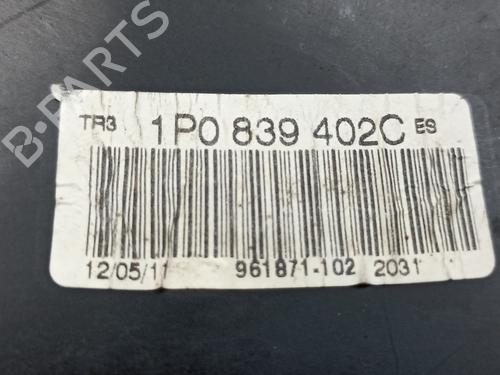 B-PARTS
TR3 1P0 839 402C ES
12/05/11 961871-102 2031